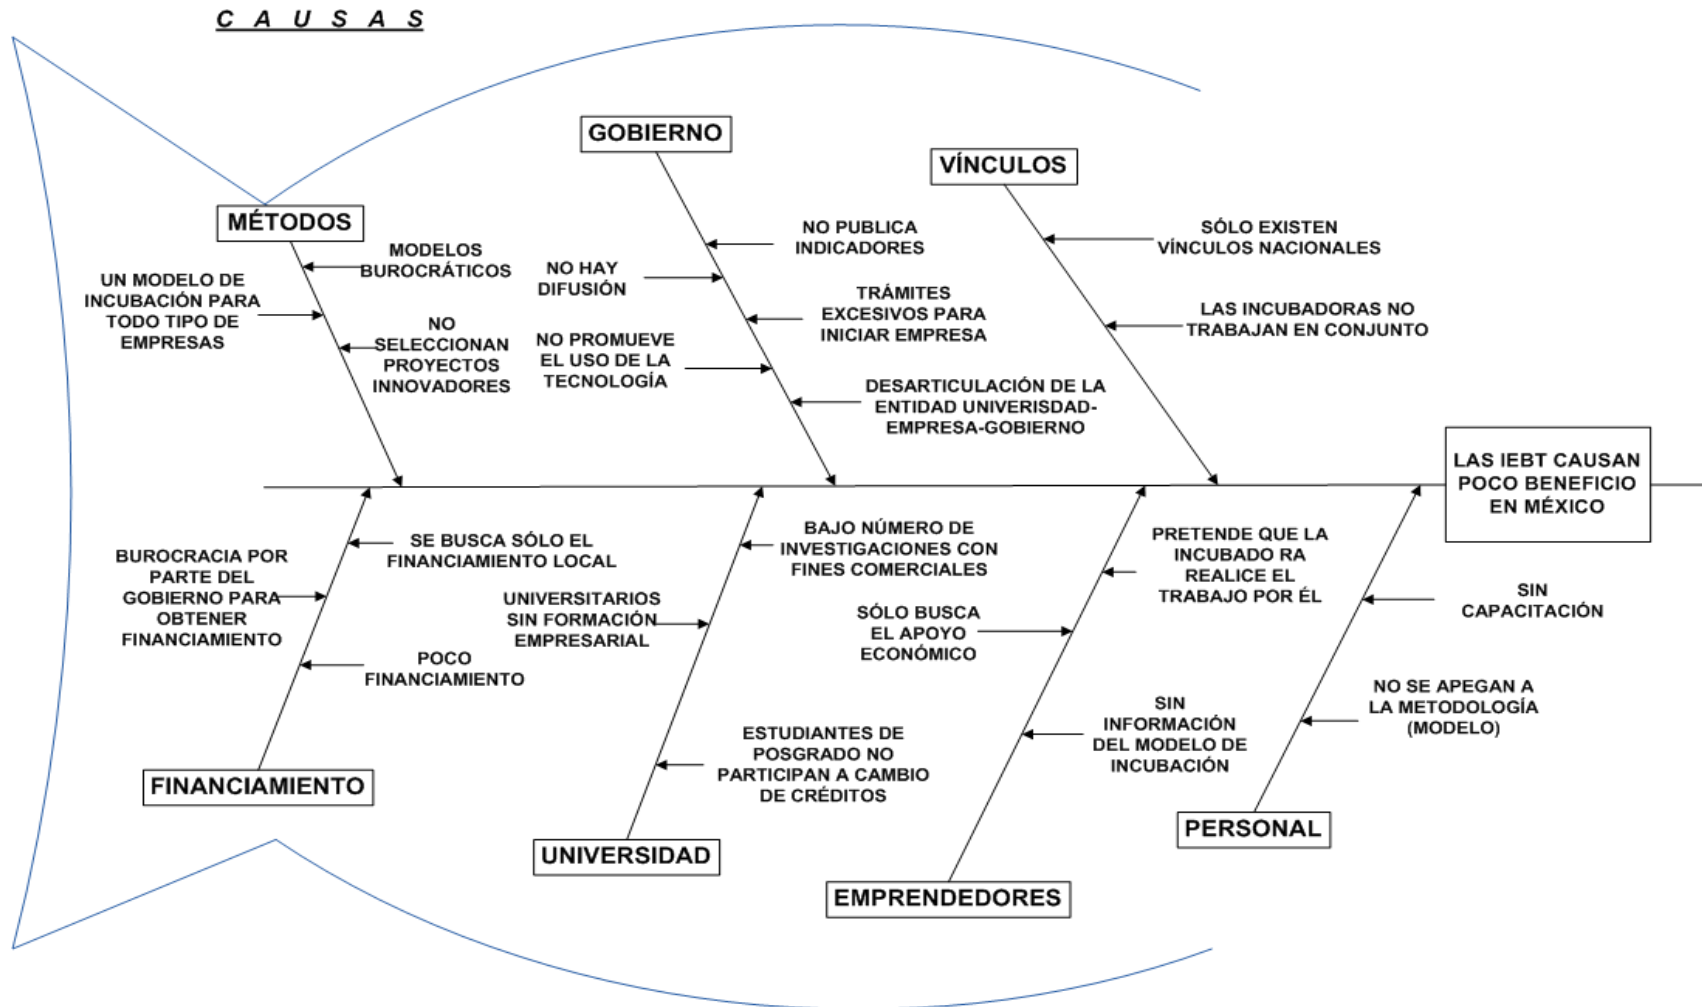 C A U S A S
GOBIERNO
VÍNCULOS
MÉTODOS
MODELOS
BUROCRÁTICOS
UN MODELO DE
INCUBACIÓN PARA
TODO TIPO DE
EMPRESAS
NO
SELECCIONAN
PROYECTOS
INNOVADORES
NO PUBLICA
INDICADORES
NO HAY
DIFUSIÓN
TRÁMITES
EXCESIVOS PARA
INICIAR EMPRESA
NO PROMUEVE
EL USO DE LA
TECNOLOGÍA
DESARTICULACIÓN DE LA
ENTIDAD UNIVERISDAD-
EMPRESA-GOBIERNO
SÓLO EXISTEN
VÍNCULOS NACIONALES
LAS INCUBADORAS NO
TRABAJAN EN CONJUNTO
LAS IEBT CAUSAN
POCO BENEFICIO
EN MÉXICO
SE BUSCA SÓLO EL
FINANCIAMIENTO LOCAL
BUROCRACIA POR
PARTE DEL
GOBIERNO PARA
OBTENER
FINANCIAMIENTO
POCO
FINANCIAMIENTO
FINANCIAMIENTO
BAJO NÚMERO DE
INVESTIGACIONES CON
FINES COMERCIALES
UNIVERSITARIOS
SIN FORMACIÓN
EMPRESARIAL
ESTUDIANTES DE
POSGRADO NO
PARTICIPAN A CAMBIO
DE CRÉDITOS
UNIVERSIDAD
PRETENDE QUE LA
INCUBADO RA
REALICE EL
TRABAJO POR ÉL
SÓLO BUSCA
EL APOYO
ECONÓMICO
SIN
INFORMACIÓN
DEL MODELO DE
INCUBACIÓN
EMPRENDEDORES
SIN
CAPACITACIÓN
NO SE APEGAN A
LA METODOLOGÍA
(MODELO)
PERSONAL